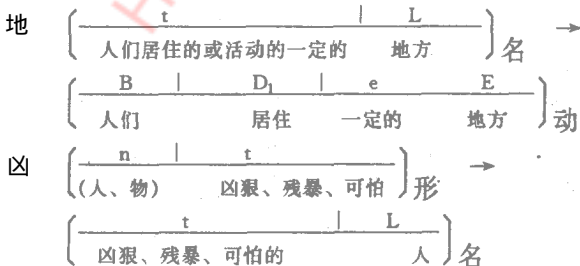 t | L
地 ( 人们居住的或活动的一定的 地方 ) 名 →
B | D₁ | e E
( 人们 居住 一定的 地方 ) 动
n | t
凶 ( (人、物) 凶狠、残暴、可怕 ) 形 →
t | L
( 凶狠、残暴、可怕的 人 ) 名